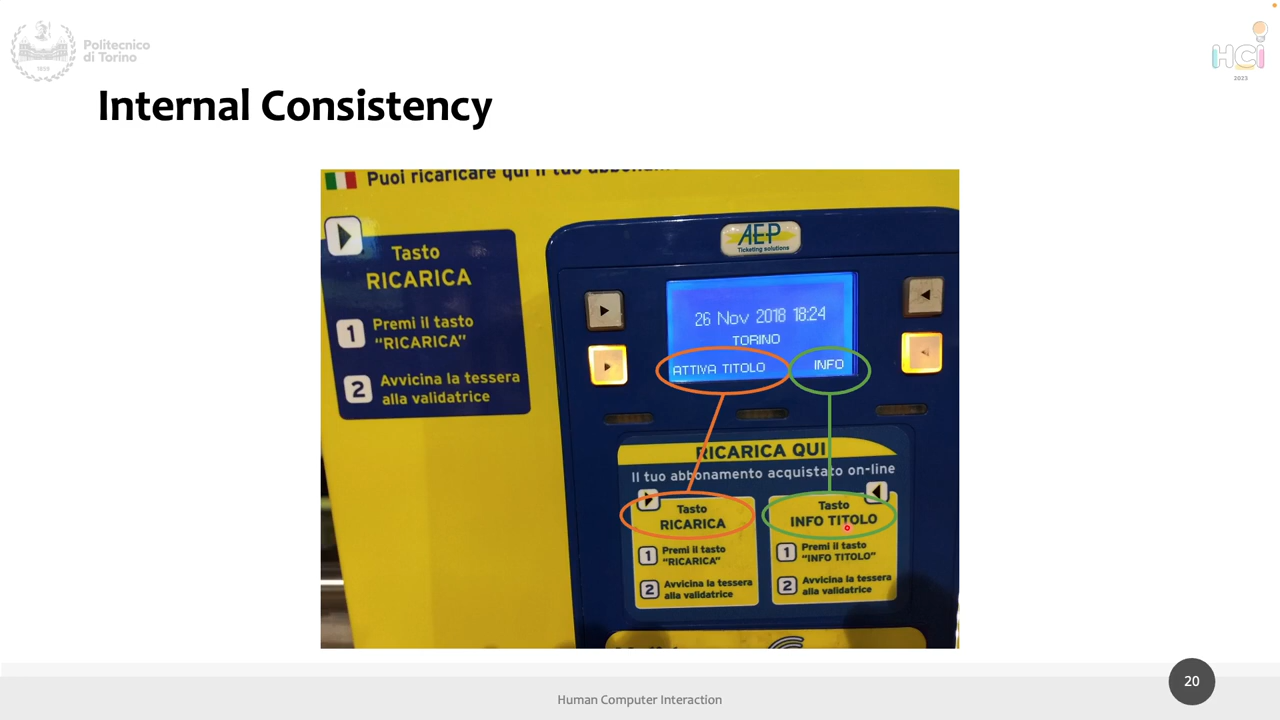 Politecnico
di Torino
1859
HCI
2023
Internal Consistency
Puoi ricaricare qui il tuo
Tasto
RICARICA
1 Premi il tasto
"RICARICA"
2 Avvicina la tessera
alla validatrice
AEP
Ticketing solutions
26 Nov 2018 18:24
TORINO
ATTIVA TITOLO INFO
RICARICA QUI
Il tuo abbonamento acquistato on-line
Tasto
RICARICA
1 Premi il tasto
"RICARICA"
2 Avvicina la tessera
alla validatrice
Tasto
INFO TITOLO
1 Premi il tasto
"INFO TITOLO"
2 Avvicina la tessera
alla validatrice
Human Computer Interaction
20